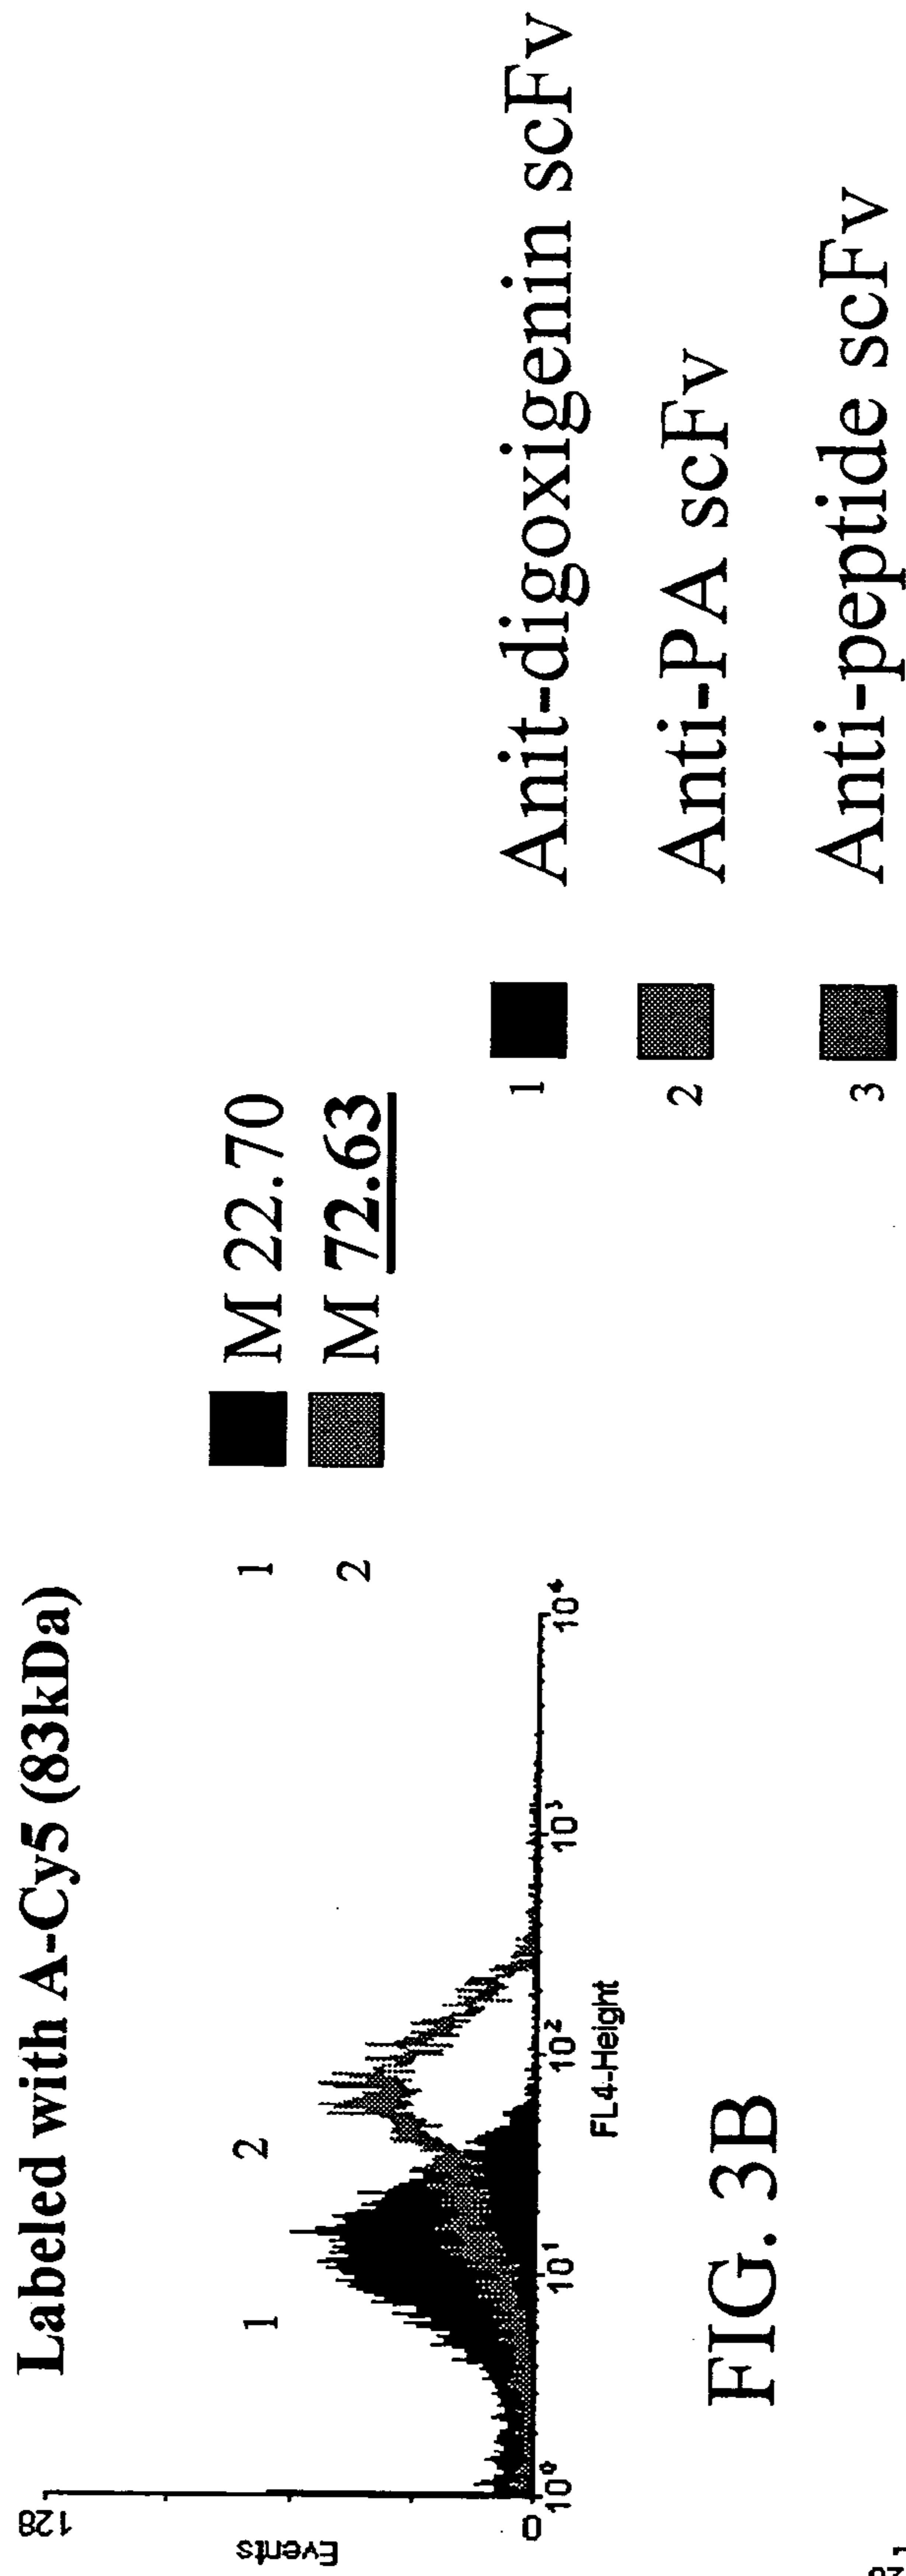 Labeled with A-Cy5 (83kDa)
128
Events
0
1
2
10⁰
10¹
10²
10³
10⁴
FL4-Height
1 M 22.70
2 M 72.63
FIG. 3B
1 Anit-digoxigenin scFv
2 Anti-PA scFv
3 Anti-peptide scFv